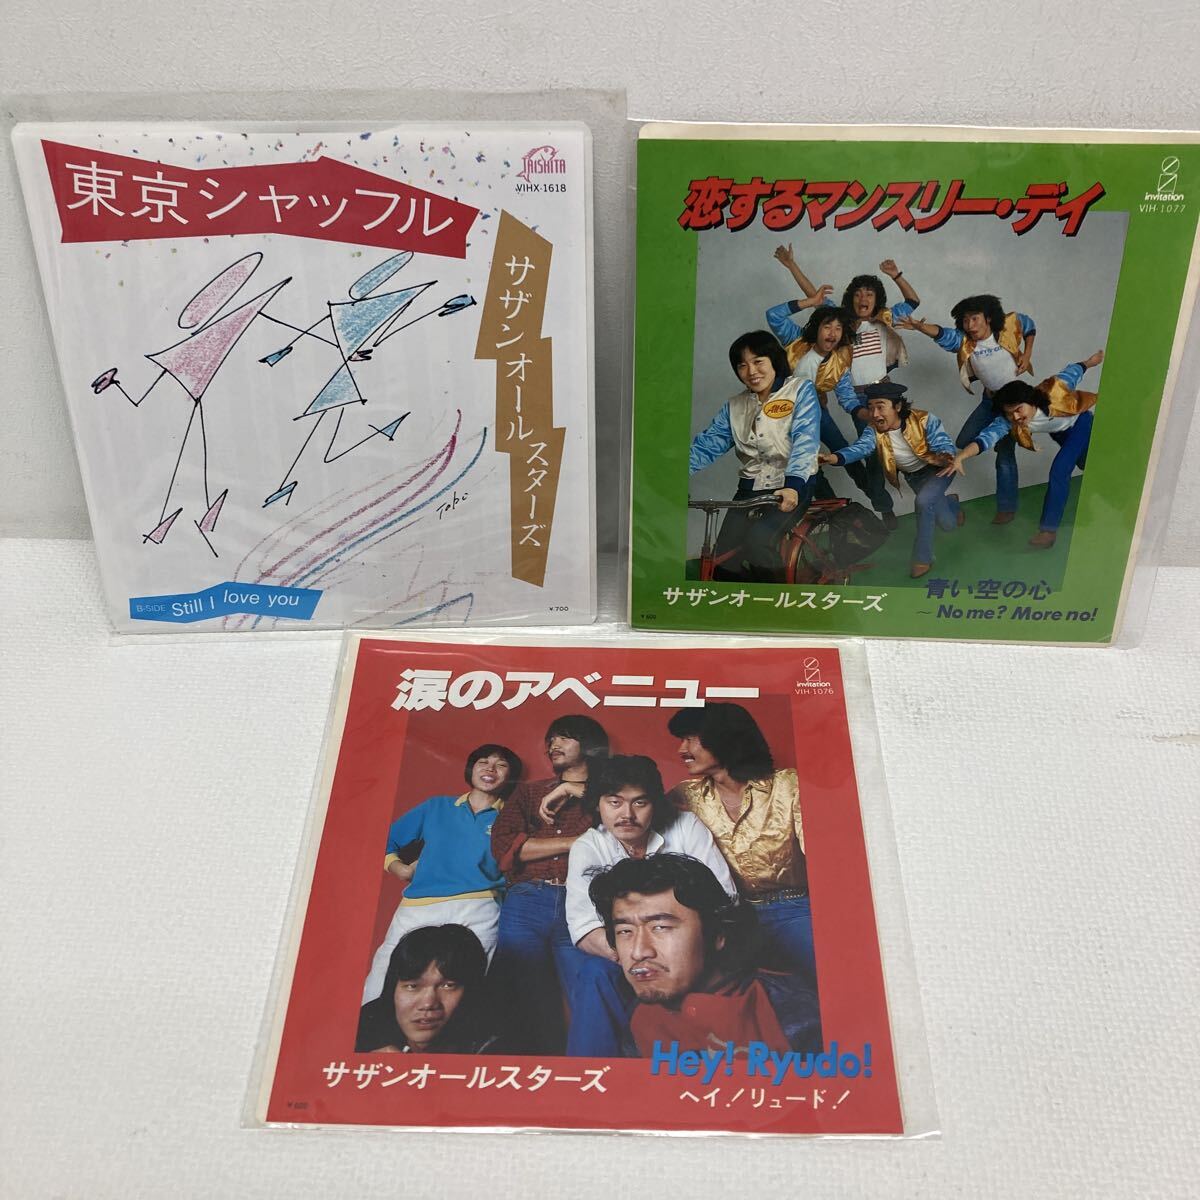 東京シャッフル
TAISHITA
VIHX-1618
サザンオールスターズ
Tobi
B-SIDE Still I love you
¥.700
恋するマンスリー・デイ
invitation
VIH-1077
All Stars
サザンオールスターズ
青い空の心
〜No me? More no!
¥600
涙のアベニュー
invitation
VIH-1076
Hey! Ryudo!
サザンオールスターズ
ヘイ!リュード!
¥600